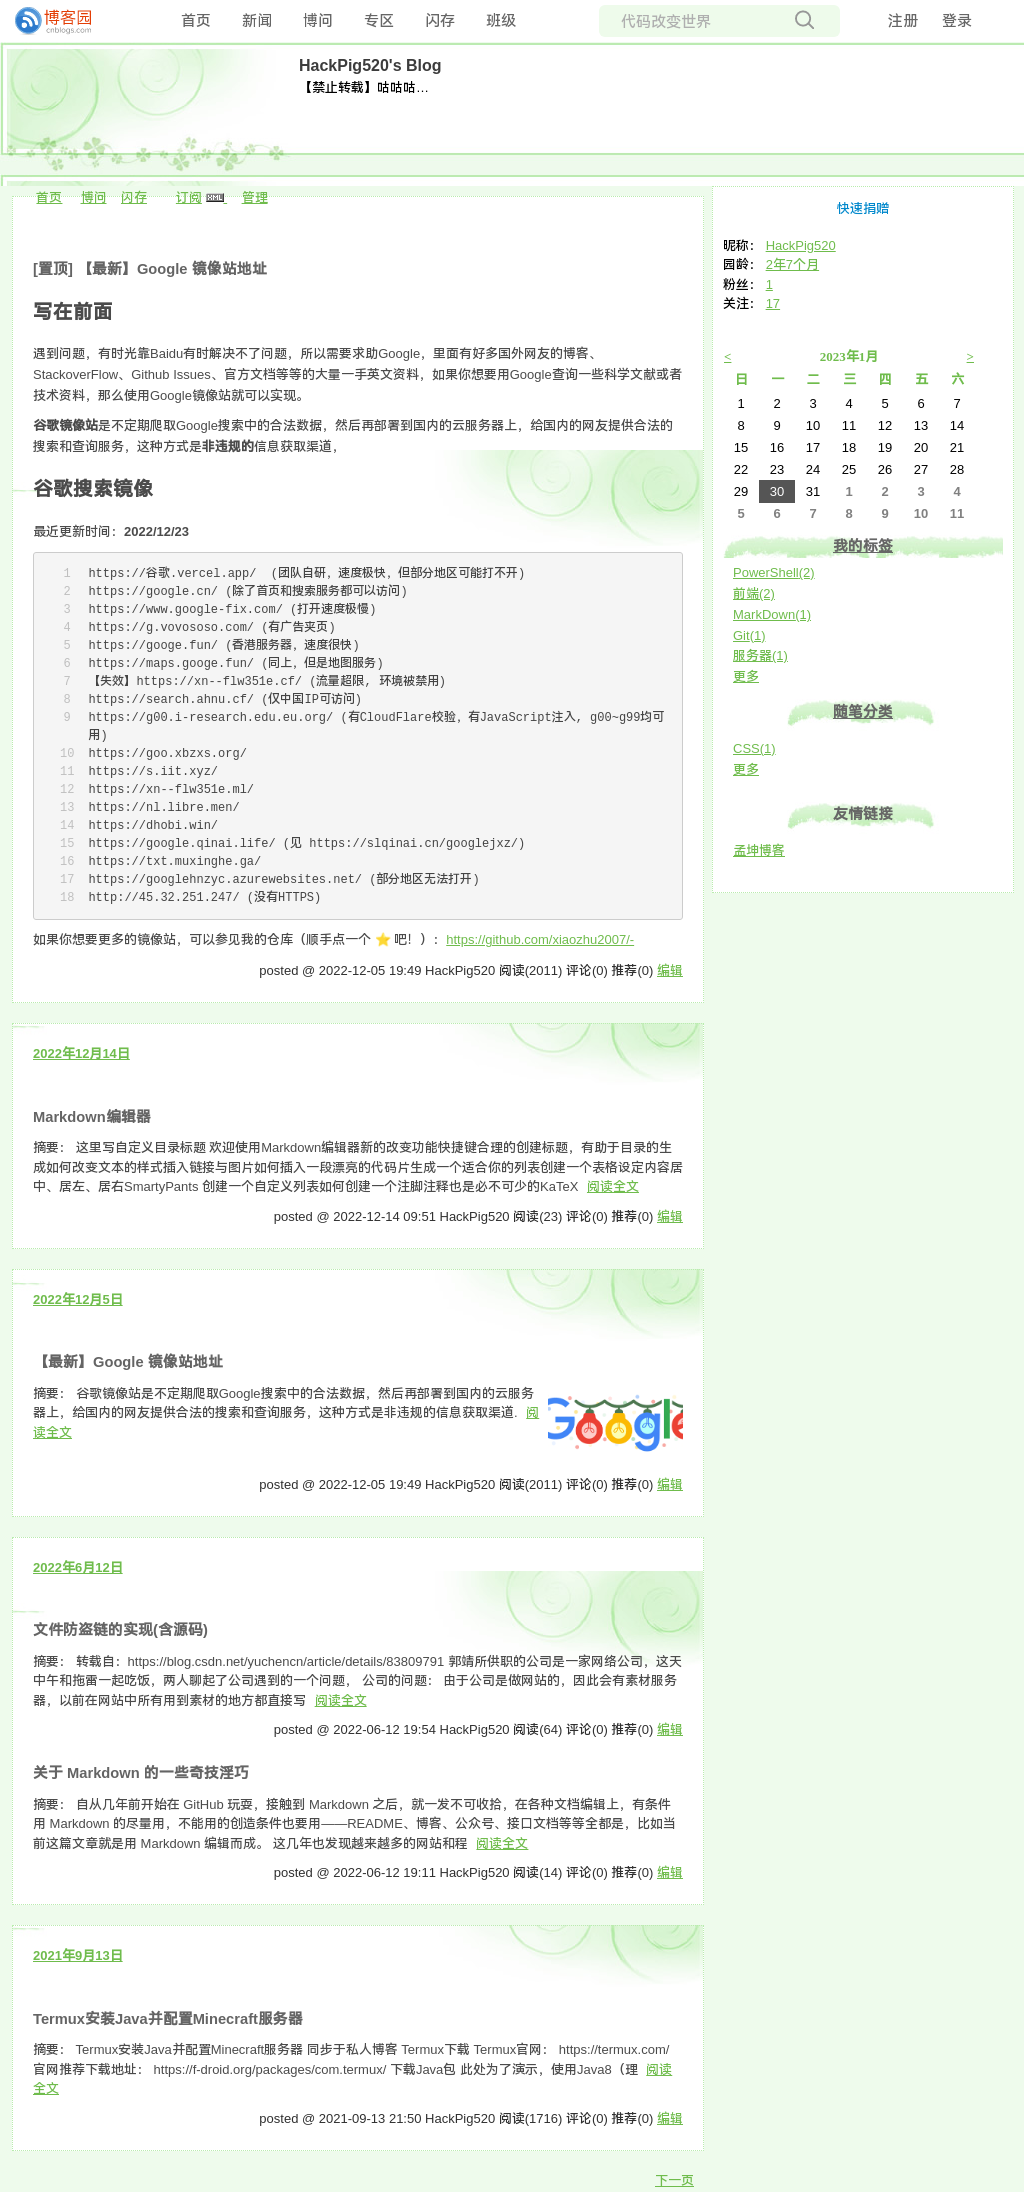 博客园
cnblogs.com
首页 新闻 博问 专区 闪存 班级
代码改变世界
注册 登录
HackPig520's Blog
【禁止转载】咕咕咕…
首页 博问 闪存 订阅 XML 管理
[置顶] 【最新】Google 镜像站地址
写在前面
遇到问题，有时光靠Baidu有时解决不了问题，所以需要求助Google，里面有好多国外网友的博客、
StackoverFlow、Github Issues、官方文档等等的大量一手英文资料，如果你想要用Google查询一些科学文献或者
技术资料，那么使用Google镜像站就可以实现。
谷歌镜像站是不定期爬取Google搜索中的合法数据，然后再部署到国内的云服务器上，给国内的网友提供合法的
搜索和查询服务，这种方式是非违规的信息获取渠道，
谷歌搜索镜像
最近更新时间：2022/12/23
1 https://谷歌.vercel.app/ (团队自研，速度极快，但部分地区可能打不开)
2 https://google.cn/ (除了首页和搜索服务都可以访问)
3 https://www.google-fix.com/ (打开速度极慢)
4 https://g.vovososo.com/ (有广告夹页)
5 https://googe.fun/ (香港服务器，速度很快)
6 https://maps.googe.fun/ (同上，但是地图服务)
7 【失效】https://xn--flw351e.cf/ (流量超限, 环境被禁用)
8 https://search.ahnu.cf/ (仅中国IP可访问)
9 https://g00.i-research.edu.eu.org/ (有CloudFlare校验，有JavaScript注入, g00~g99均可
用)
10 https://goo.xbzxs.org/
11 https://s.iit.xyz/
12 https://xn--flw351e.ml/
13 https://nl.libre.men/
14 https://dhobi.win/
15 https://google.qinai.life/ (见 https://slqinai.cn/googlejxz/)
16 https://txt.muxinghe.ga/
17 https://googlehnzyc.azurewebsites.net/ (部分地区无法打开)
18 http://45.32.251.247/ (没有HTTPS)
如果你想要更多的镜像站，可以参见我的仓库（顺手点一个 ⭐ 吧！）：https://github.com/xiaozhu2007/-
posted @ 2022-12-05 19:49 HackPig520 阅读(2011) 评论(0) 推荐(0) 编辑
2022年12月14日
Markdown编辑器
摘要： 这里写自定义目录标题 欢迎使用Markdown编辑器新的改变功能快捷键合理的创建标题，有助于目录的生
成如何改变文本的样式插入链接与图片如何插入一段漂亮的代码片生成一个适合你的列表创建一个表格设定内容居
中、居左、居右SmartyPants 创建一个自定义列表如何创建一个注脚注释也是必不可少的KaTeX 阅读全文
posted @ 2022-12-14 09:51 HackPig520 阅读(23) 评论(0) 推荐(0) 编辑
2022年12月5日
【最新】Google 镜像站地址
摘要： 谷歌镜像站是不定期爬取Google搜索中的合法数据，然后再部署到国内的云服务
器上，给国内的网友提供合法的搜索和查询服务，这种方式是非违规的信息获取渠道. 阅
读全文
Google
posted @ 2022-12-05 19:49 HackPig520 阅读(2011) 评论(0) 推荐(0) 编辑
2022年6月12日
文件防盗链的实现(含源码)
摘要： 转载自：https://blog.csdn.net/yuchencn/article/details/83809791 郭靖所供职的公司是一家网络公司，这天
中午和拖雷一起吃饭，两人聊起了公司遇到的一个问题， 公司的问题： 由于公司是做网站的，因此会有素材服务
器，以前在网站中所有用到素材的地方都直接写 阅读全文
posted @ 2022-06-12 19:54 HackPig520 阅读(64) 评论(0) 推荐(0) 编辑
关于 Markdown 的一些奇技淫巧
摘要： 自从几年前开始在 GitHub 玩耍，接触到 Markdown 之后，就一发不可收拾，在各种文档编辑上，有条件
用 Markdown 的尽量用，不能用的创造条件也要用——README、博客、公众号、接口文档等等全都是，比如当
前这篇文章就是用 Markdown 编辑而成。 这几年也发现越来越多的网站和程 阅读全文
posted @ 2022-06-12 19:11 HackPig520 阅读(14) 评论(0) 推荐(0) 编辑
2021年9月13日
Termux安装Java并配置Minecraft服务器
摘要： Termux安装Java并配置Minecraft服务器 同步于私人博客 Termux下载 Termux官网： https://termux.com/
官网推荐下载地址： https://f-droid.org/packages/com.termux/ 下载Java包 此处为了演示，使用Java8（理 阅读
全文
posted @ 2021-09-13 21:50 HackPig520 阅读(1716) 评论(0) 推荐(0) 编辑
下一页
快速捐赠
昵称： HackPig520
园龄： 2年7个月
粉丝： 1
关注： 17
< 2023年1月 >
日 一 二 三 四 五 六
1 2 3 4 5 6 7
8 9 10 11 12 13 14
15 16 17 18 19 20 21
22 23 24 25 26 27 28
29 30 31 1 2 3 4
5 6 7 8 9 10 11
我的标签
PowerShell(2)
前端(2)
MarkDown(1)
Git(1)
服务器(1)
更多
随笔分类
CSS(1)
更多
友情链接
孟坤博客